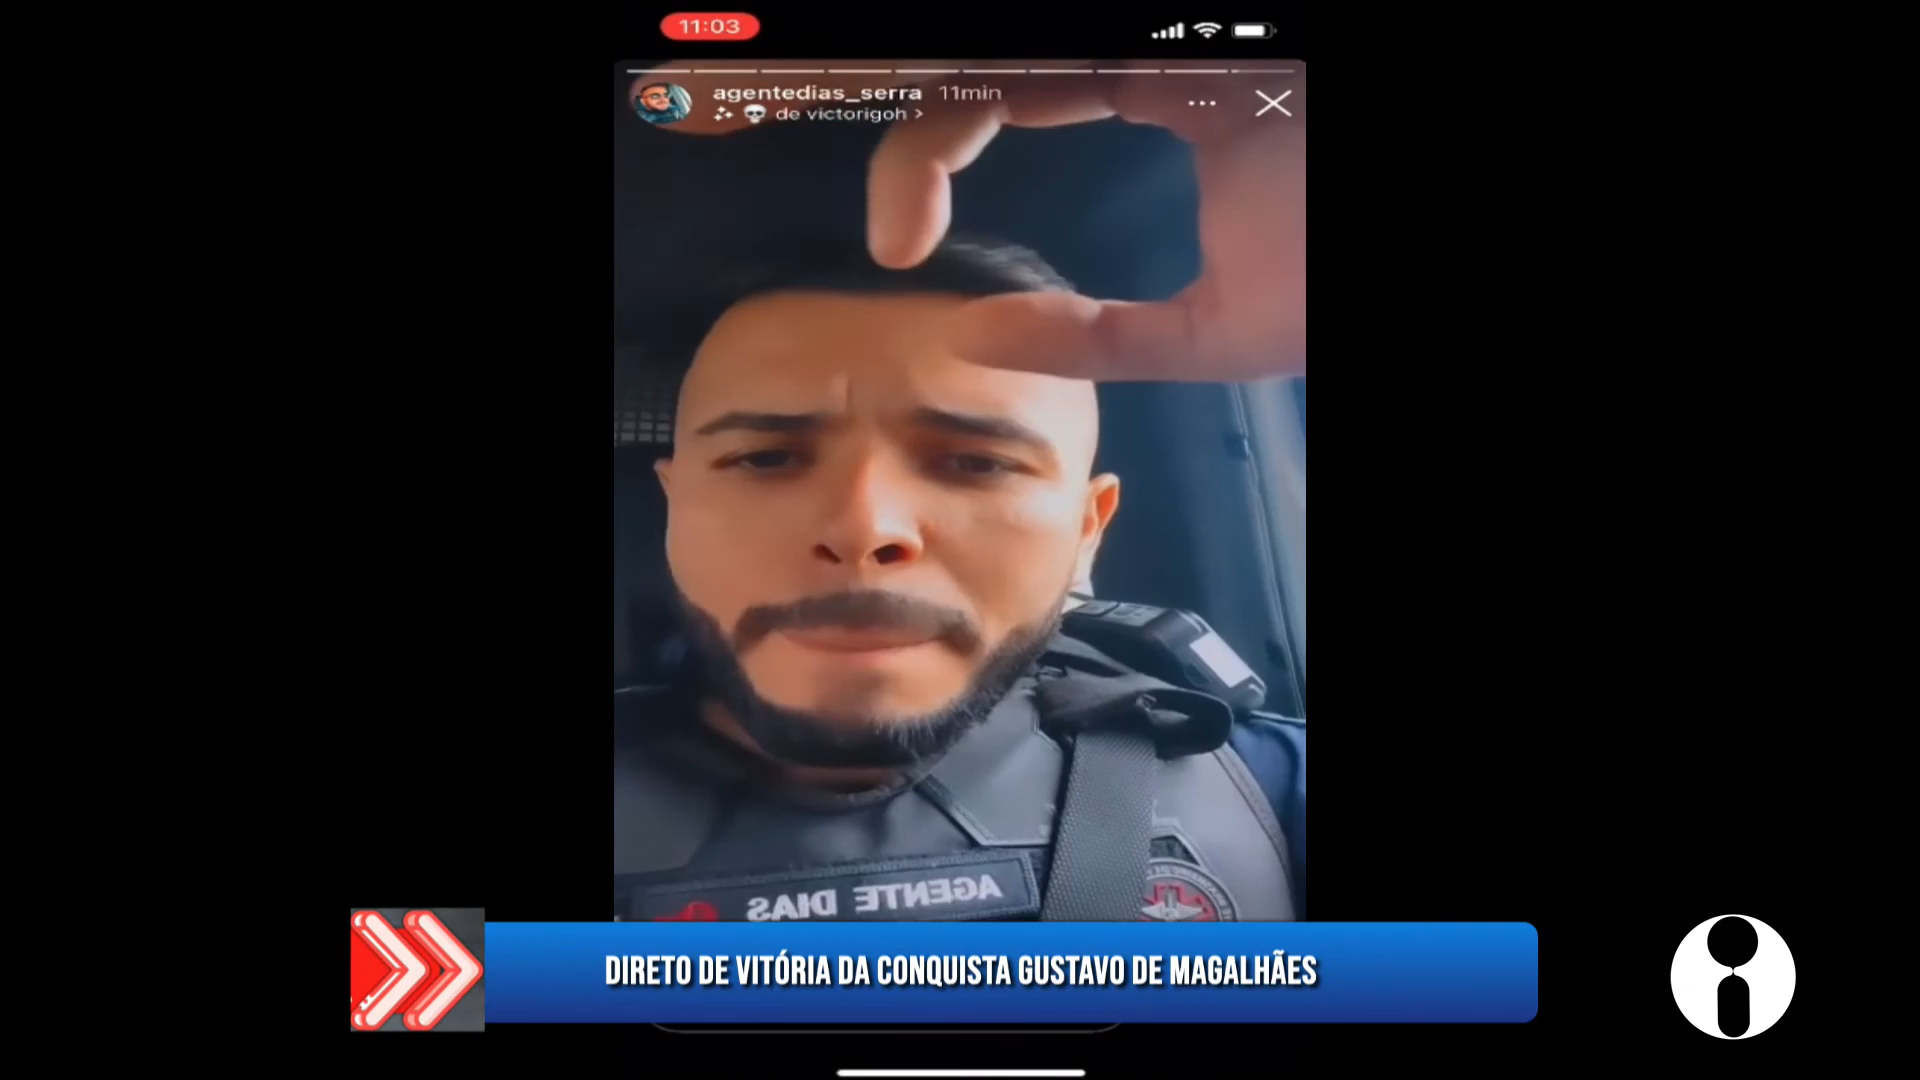 11:03
agentedias_serra 11min
de victorigoh >
AGENTE DIAS
DIRETO DE VITÓRIA DA CONQUISTA GUSTAVO DE MAGALHÃES